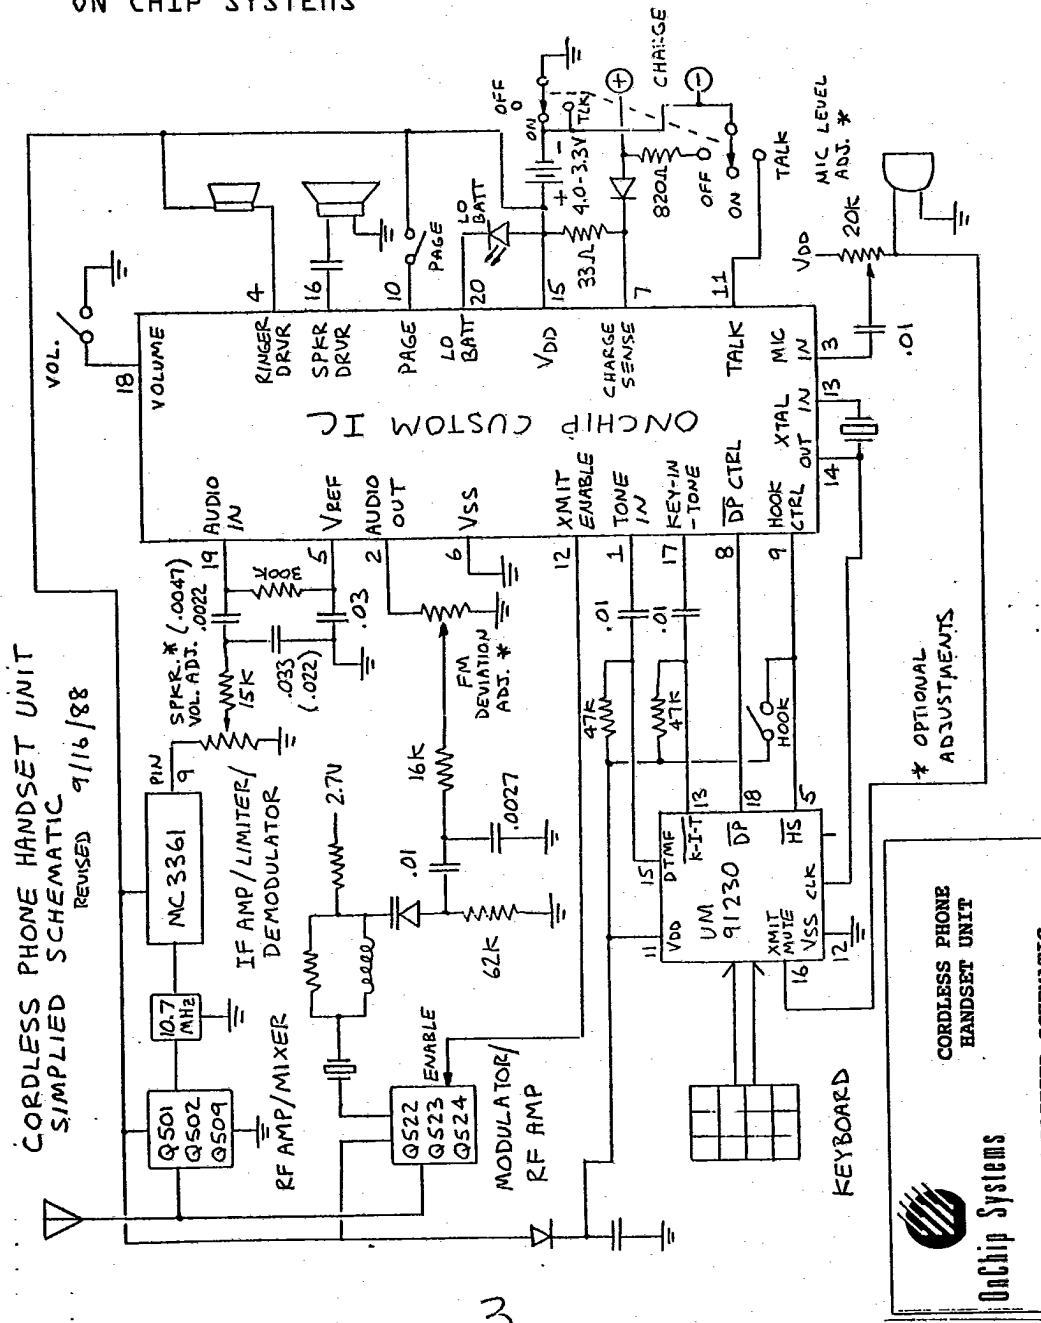 ON CHIP SYSTEMS
CORDLESS PHONE HANDSET UNIT
SIMPLIED SCHEMATIC
REVISED 9/16/88
Q501
Q502
Q509
RF AMP/MIXER
10.7
MHz
MC3361
PIN
9
IF AMP/LIMITER/
DEMODULATOR
SPKR.*
VOL. ADJ.
15K
(.0047)
.0022
300K
.033
(.022)
.03
VOL.
18
VOLUME
19
AUDIO
IN
5
VREF
2
AUDIO
OUT
6
VSS
12
XMIT
ENABLE
1
TONE
IN
17
KEY-IN
-TONE
8
DP CTRL
9
HOOK
CTRL
ONCHIP CUSTOM IC
4
RINGER
DRVR
16
SPKR
DRVR
10
PAGE
20
LO
BATT
15
VDD
7
CHARGE
SENSE
11
TALK
3
MIC
IN
13
IN
XTAL
14
OUT
PAGE
LO
BATT
OFF
ON
TLK
4.0-3.3V
+
-
33Ω
820Ω
+
CHARGE
-
OFF
ON
TALK
MIC LEVEL
ADJ. *
VDD
20K
.01
2.7V
.01
16K
.0027
62K
FM
DEVIATION
ADJ. *
Q522
Q523
Q524
ENABLE
MODULATOR/
RF AMP
.01
.01
47K
47K
HOOK
UM
91230
11
VDD
15
DTMF
13
K-I-T
18
DP
5
HS
CLK
12
VSS
16
XMIT
MUTE
KEYBOARD
* OPTIONAL
ADJUSTMENTS
3
OnChip Systems
CORDLESS PHONE
HANDSET UNIT